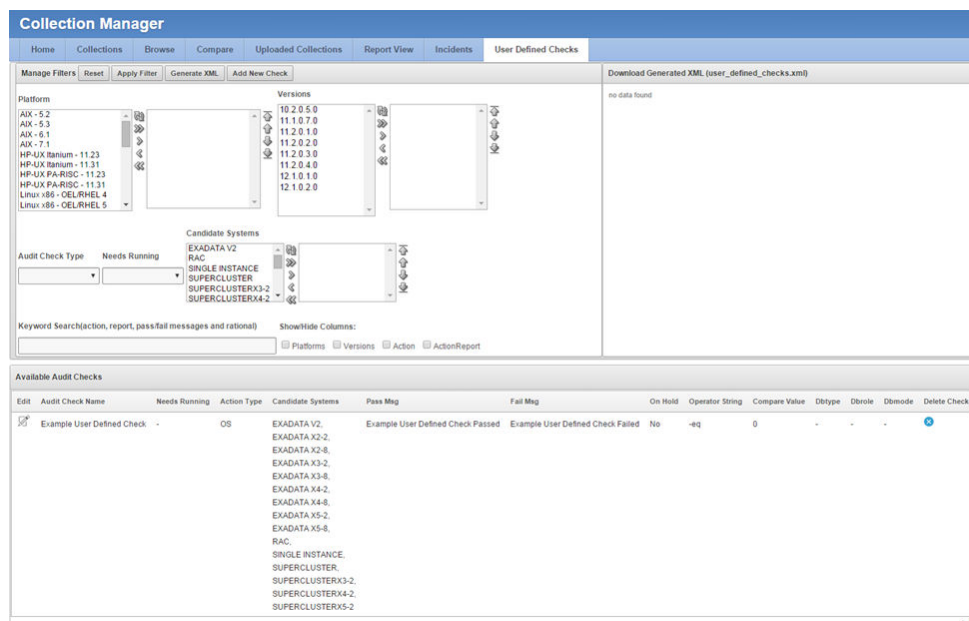 Collection Manager
Home Collections Browse Compare Uploaded Collections Report View Incidents User Defined Checks
Manage Filters Reset Apply Filter Generate XML Add New Check
Download Generated XML (user_defined_checks.xml)
no data found
Platform
AIX - 5.2
AIX - 5.3
AIX - 6.1
AIX - 7.1
HP-UX Itanium - 11.23
HP-UX Itanium - 11.31
HP-UX PA-RISC - 11.23
HP-UX PA-RISC - 11.31
Linux x86 - OEL/RHEL 4
Linux x86 - OEL/RHEL 5
Versions
10.2.0.5.0
11.1.0.7.0
11.2.0.1.0
11.2.0.2.0
11.2.0.3.0
11.2.0.4.0
12.1.0.1.0
12.1.0.2.0
Audit Check Type Needs Running
Candidate Systems
EXADATA V2
RAC
SINGLE INSTANCE
SUPERCLUSTER
SUPERCLUSTERX3-2
SUPERCLUSTERX4-2
Keyword Search(action, report, pass/fail messages and rational)
Show/Hide Columns:
Platforms Versions Action ActionReport
Available Audit Checks
Edit Audit Check Name Needs Running Action Type Candidate Systems Pass Msg Fail Msg On Hold Operator String Compare Value Dbtype Dbrole Dbmode Delete Check
Example User Defined Check - OS EXADATA V2, Example User Defined Check Passed Example User Defined Check Failed No -eq 0 - - -
EXADATA X2-2,
EXADATA X2-8,
EXADATA X3-2,
EXADATA X3-8,
EXADATA X4-2,
EXADATA X4-8,
EXADATA X5-2,
EXADATA X5-8,
RAC,
SINGLE INSTANCE,
SUPERCLUSTER,
SUPERCLUSTERX3-2,
SUPERCLUSTERX4-2,
SUPERCLUSTERX5-2